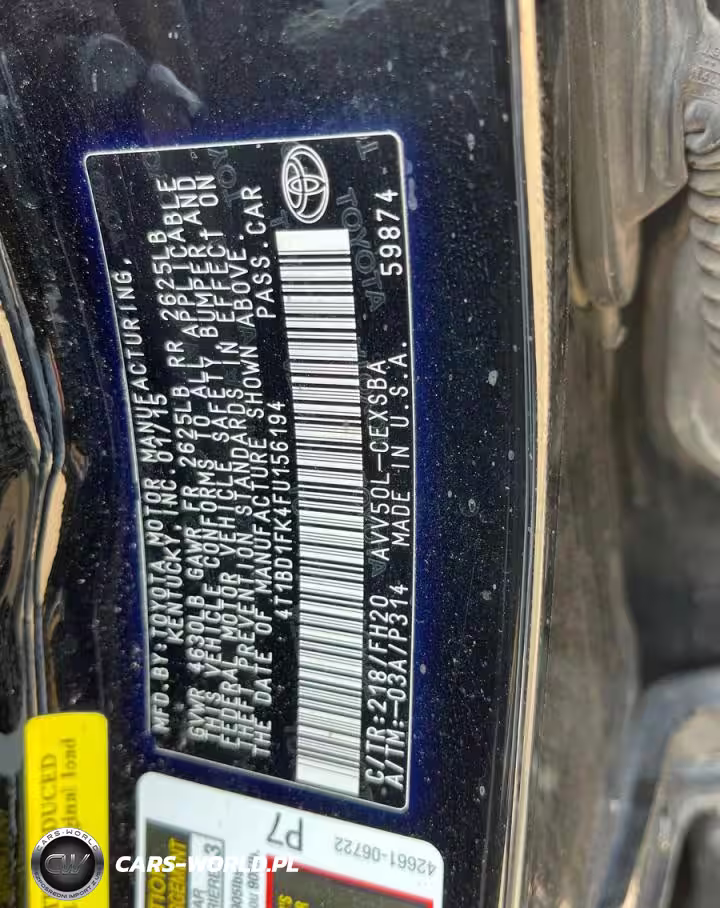 MFD.BY:TOYOTA MOTOR MANUFACTURING,
KENTUCKY, INC 01/15
GVWR 4630LB GAWR FR 2625LB RR 2625LB
THIS VEHICLE CONFORMS TO ALL APPLICABLE
FEDERAL MOTOR VEHICLE SAFETY, BUMPER, AND
THEFT PREVENTION STANDARDS IN EFFECT ON
THE DATE OF MANUFACTURE SHOWN ABOVE.
4T1BD1FK4FU156194 PASS.CAR
C/TR:218/FH20 AVV50L-CEXSBA
A/TM:-03A/P314 MADE IN U.S.A. 59874
TOYOTA
P7
42661-06722
CARS-WORLD
CW
CARS-WORLD.PL